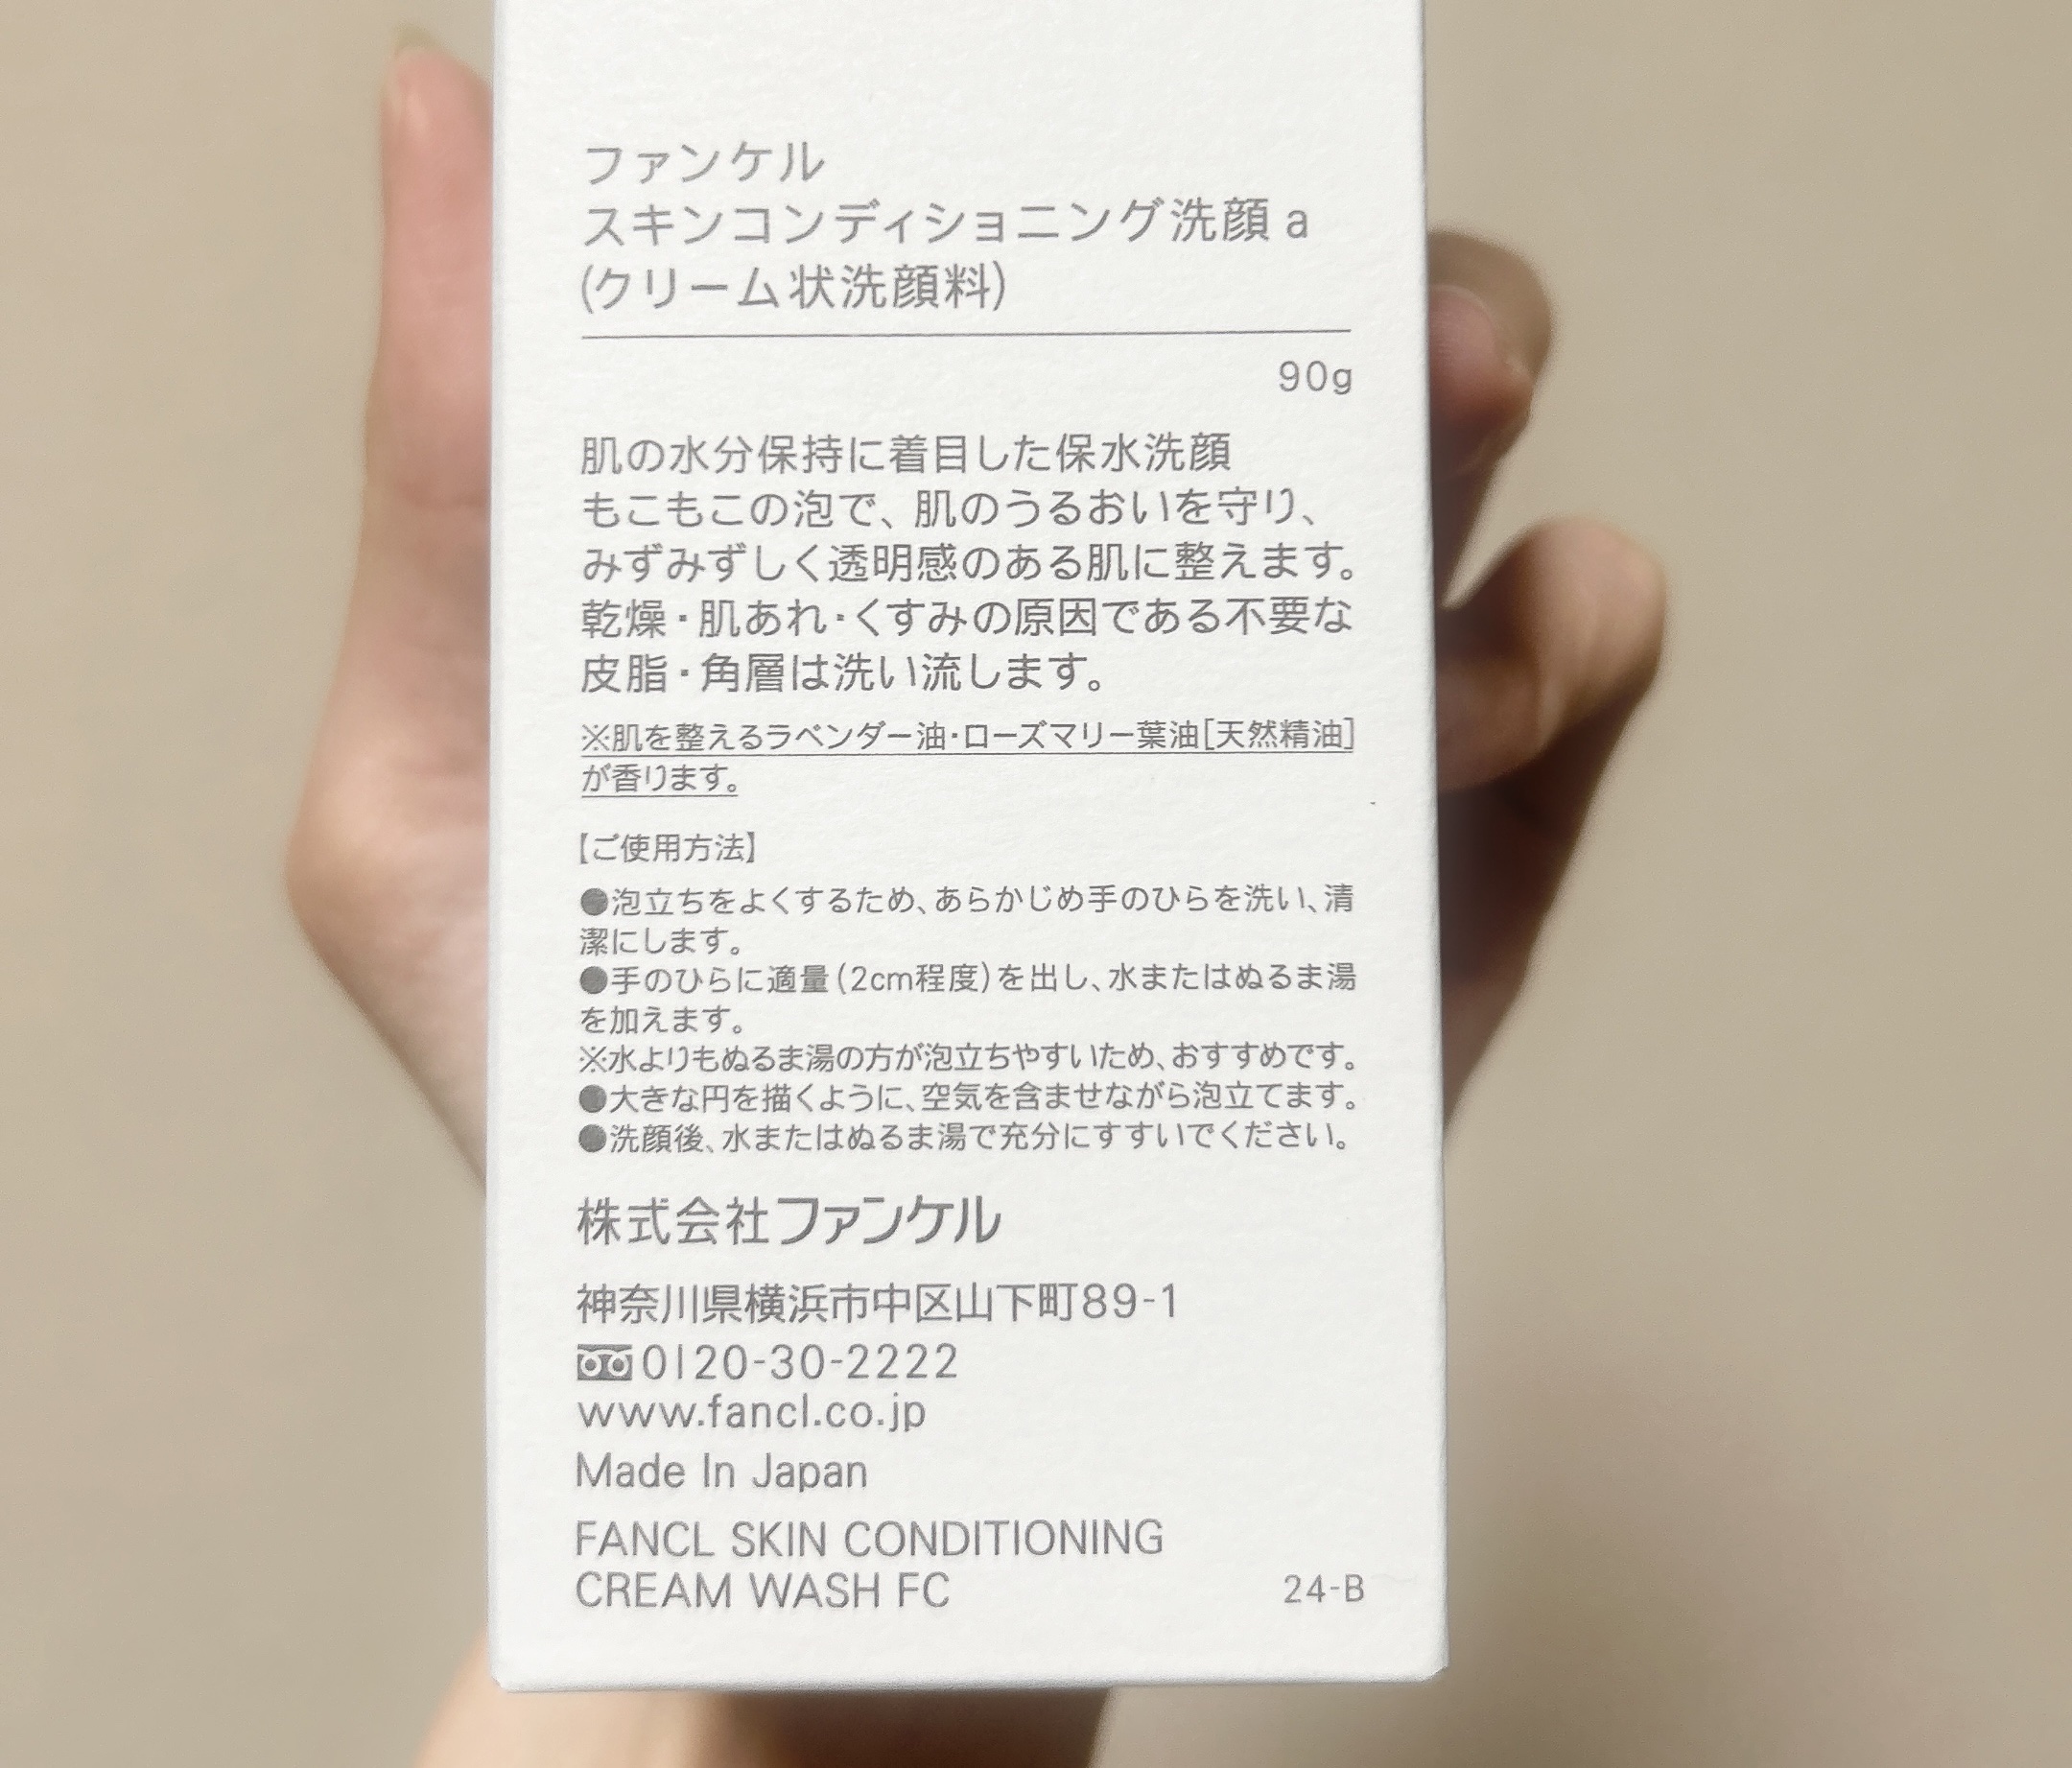 ファンケル
スキンコンディショニング洗顔 a
(クリーム状洗顔料)
90g
肌の水分保持に着目した保水洗顔
もこもこの泡で、肌のうるおいを守り、
みずみずしく透明感のある肌に整えます。
乾燥・肌あれ・くすみの原因である不要な
皮脂・角層は洗い流します。
※肌を整えるラベンダー油・ローズマリー葉油[天然精油]
が香ります。
【ご使用方法】
●泡立ちをよくするため、あらかじめ手のひらを洗い、清
潔にします。
●手のひらに適量(2cm程度)を出し、水またはぬるま湯
を加えます。
※水よりもぬるま湯の方が泡立ちやすいため、おすすめです。
●大きな円を描くように、空気を含ませながら泡立てます。
●洗顔後、水またはぬるま湯で充分にすすいでください。
株式会社ファンケル
神奈川県横浜市中区山下町89-1
0120-30-2222
www.fancl.co.jp
Made In Japan
FANCL SKIN CONDITIONING
CREAM WASH FC
24-B